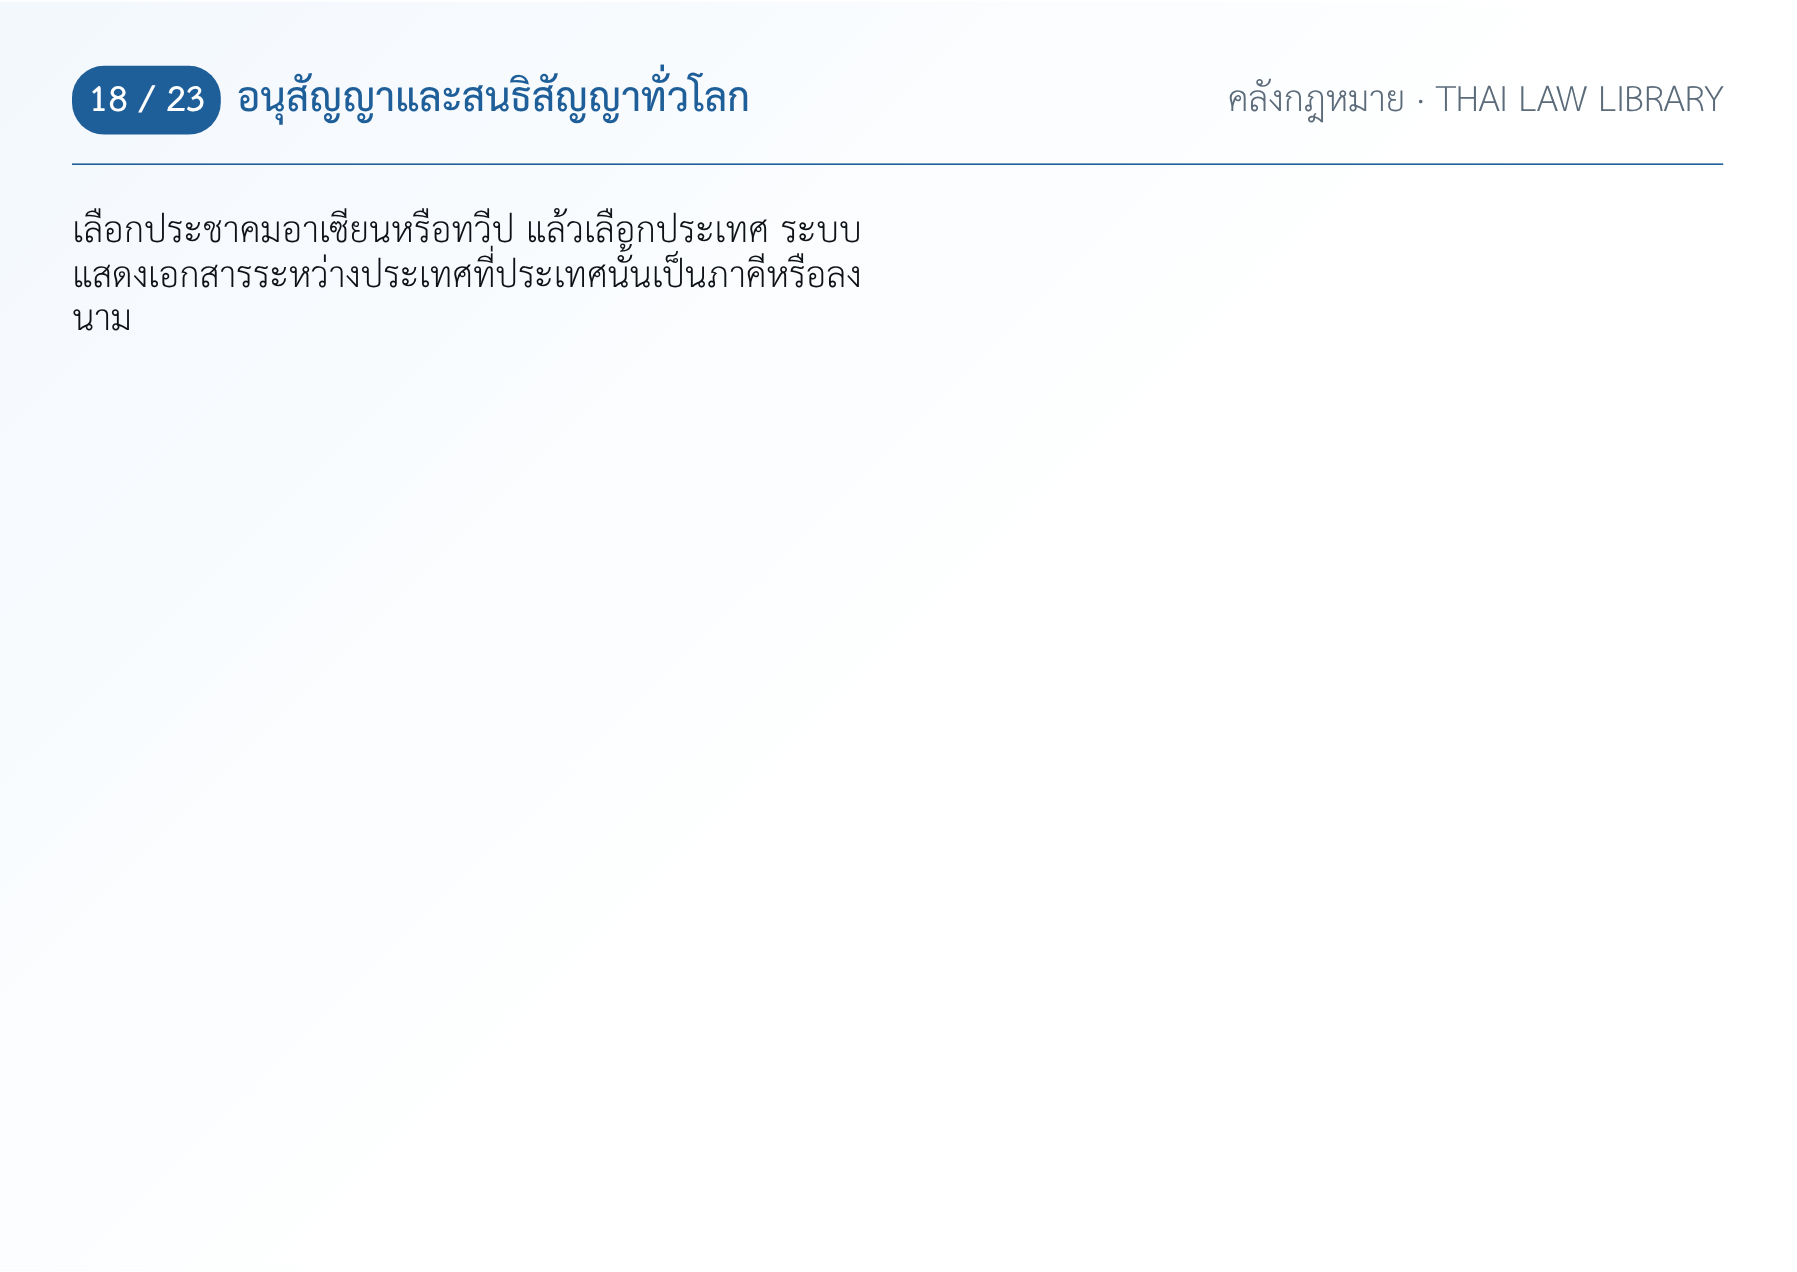 18 / 23 อนุสัญญาและสนธิสัญญาทั่วโลก
คลังกฎหมาย · THAI LAW LIBRARY
เลือกประชาคมอาเซียนหรือทวีป แล้วเลือกประเทศ ระบบ
แสดงเอกสารระหว่างประเทศที่ประเทศนั้นเป็นภาคีหรือลง
นาม